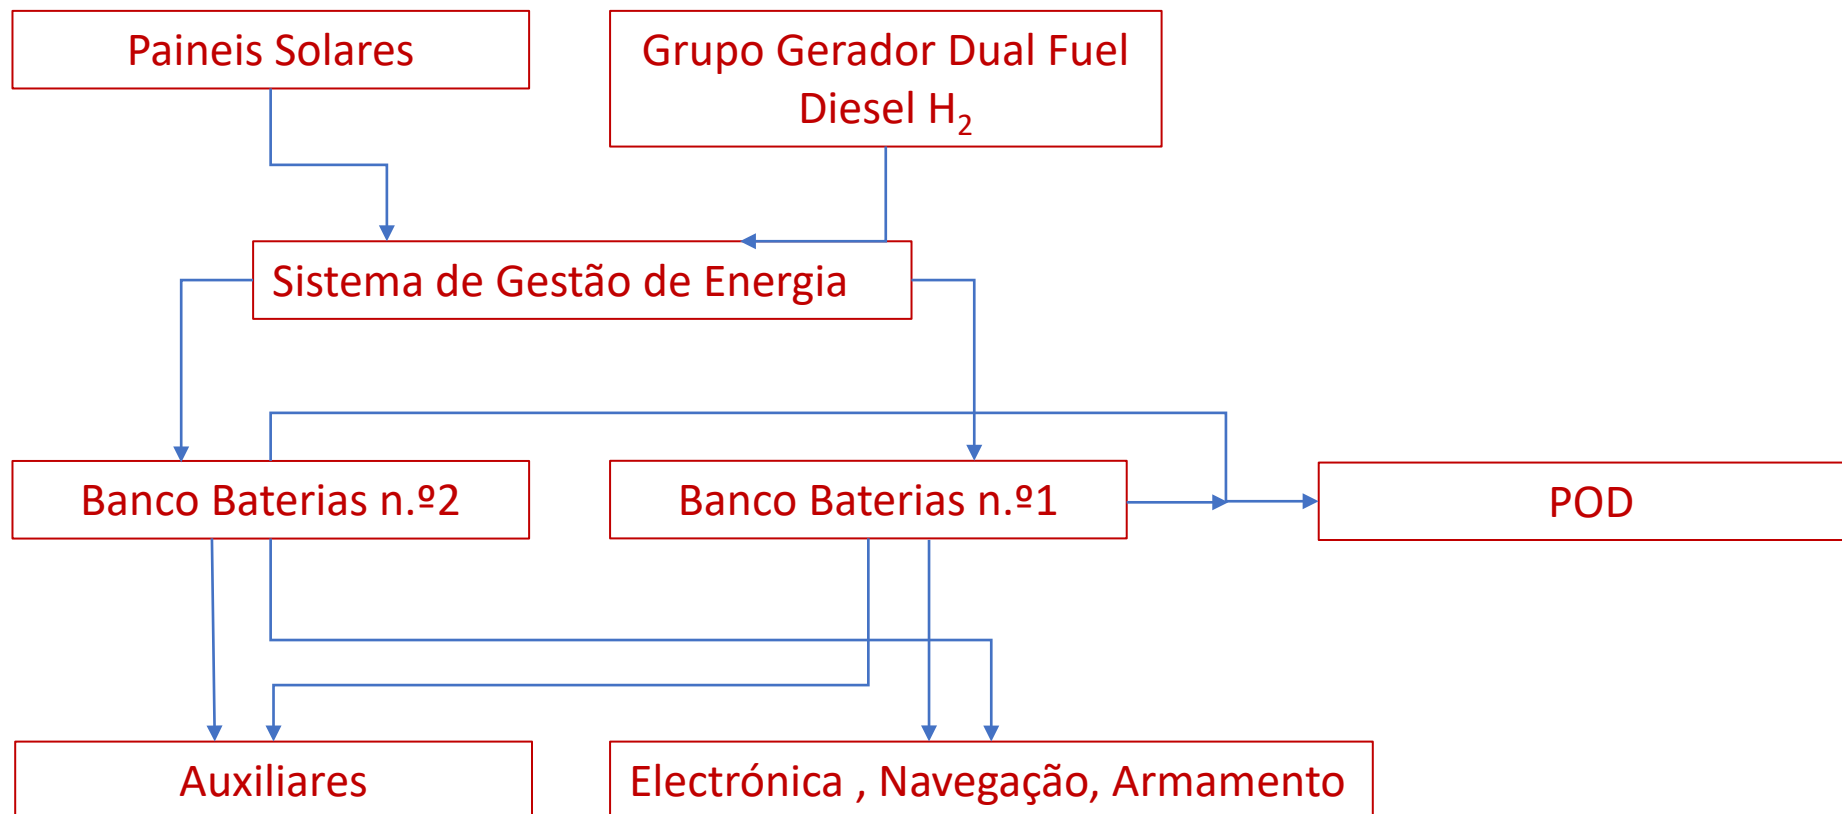 Paineis Solares
Grupo Gerador Dual Fuel
Diesel H₂
Sistema de Gestão de Energia
Banco Baterias n.º2
Banco Baterias n.º1
POD
Auxiliares
Electrónica , Navegação, Armamento